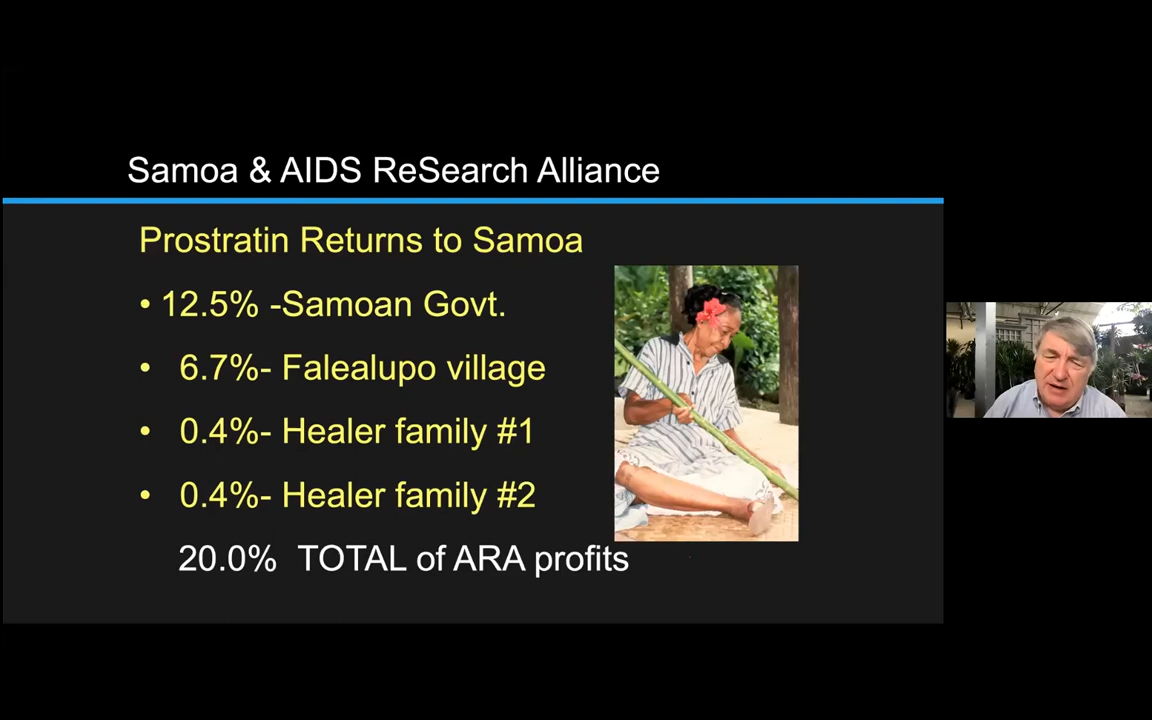 Samoa & AIDS ReSearch Alliance
Prostratin Returns to Samoa
• 12.5% -Samoan Govt.
• 6.7%- Falealupo village
• 0.4%- Healer family #1
• 0.4%- Healer family #2
20.0% TOTAL of ARA profits